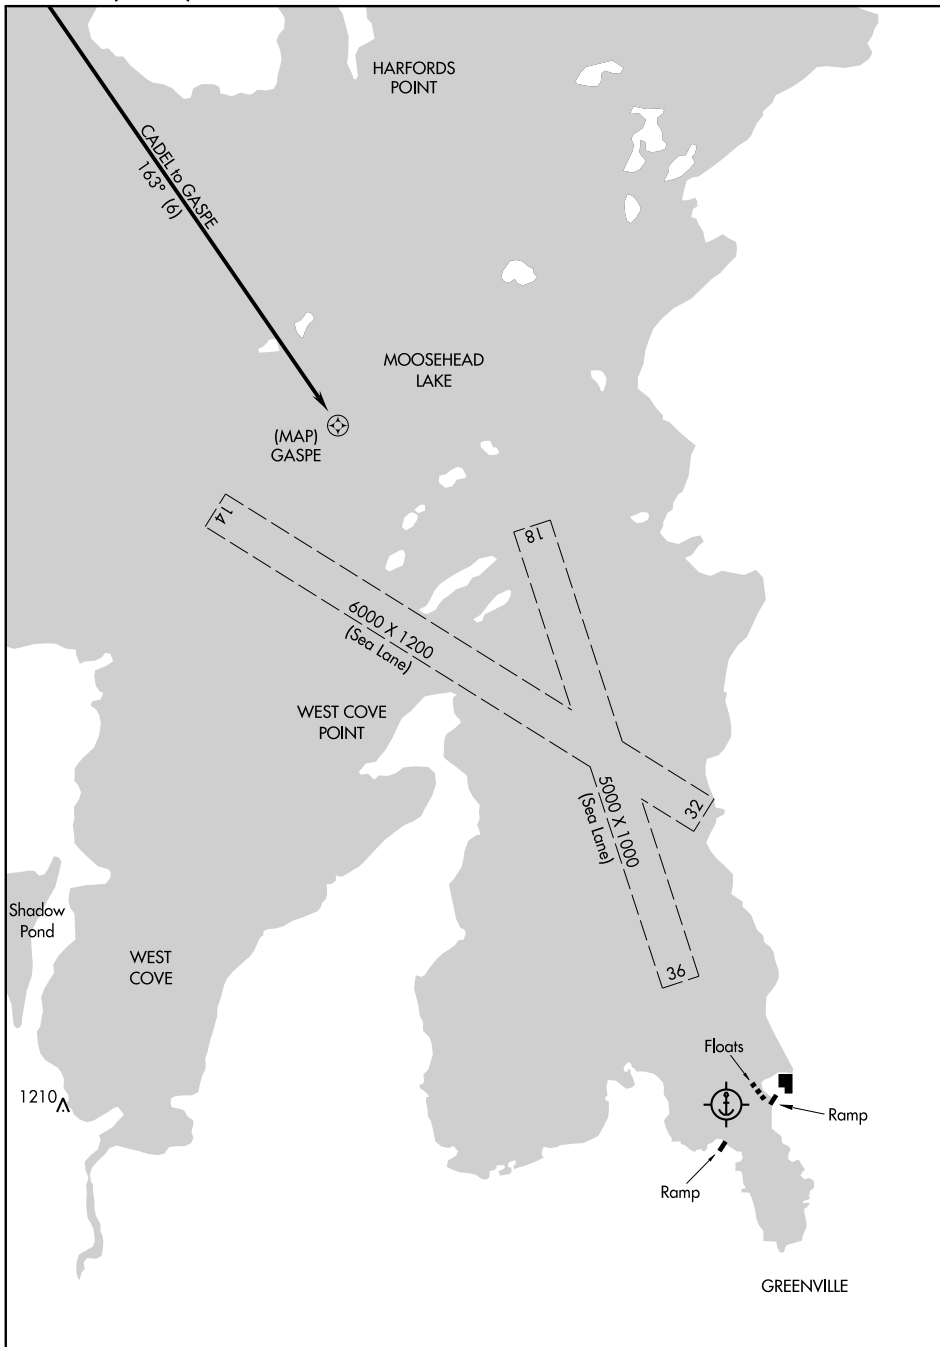 HARFORDS
POINT
CADEL to GASPE
163° (6)
MOOSEHEAD
LAKE
(MAP)
GASPE
14
18
6000 X 1200
(Sea Lane)
WEST COVE
POINT
5000 X 1000
(Sea Lane)
32
Shadow
Pond
WEST
COVE
36
Floats
1210
Ramp
Ramp
GREENVILLE